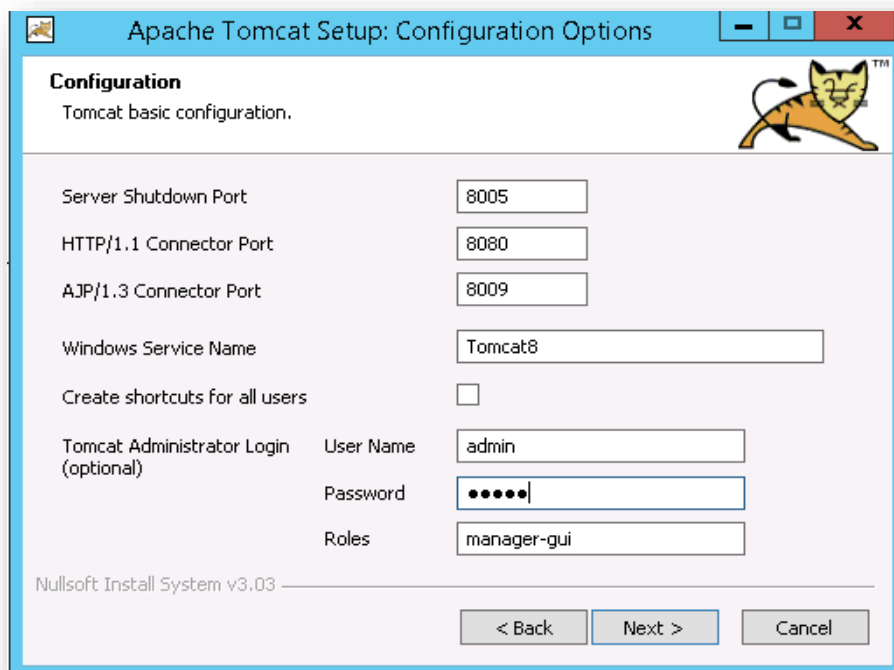 Apache Tomcat Setup: Configuration Options
Configuration
Tomcat basic configuration.
TM
Server Shutdown Port 8005
HTTP/1.1 Connector Port 8080
AJP/1.3 Connector Port 8009
Windows Service Name Tomcat8
Create shortcuts for all users
Tomcat Administrator Login (optional)
User Name admin
Password ●●●●●
Roles manager-gui
Nullsoft Install System v3.03
< Back Next > Cancel